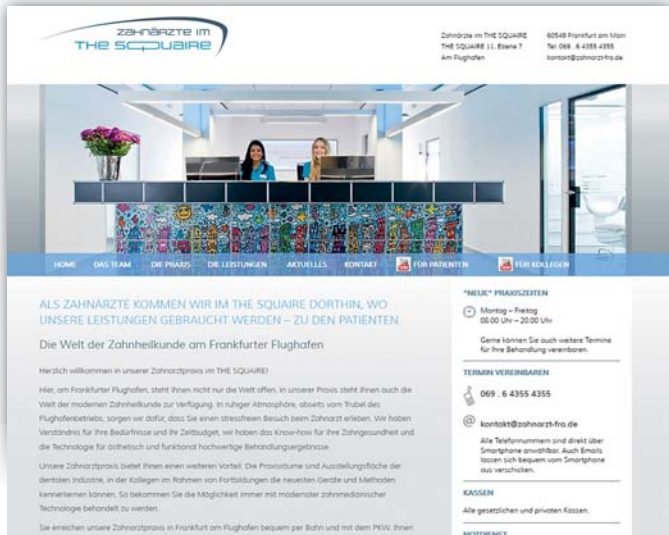 zahnärzte im
THE SQUAIRE
Zahnärzte im THE SQUAIRE
THE SQUAIRE 11, Ebene 7
Am Flughafen
60549 Frankfurt am Main
Tel: 069 . 6 4355 4355
kontakt@zahnarzt-fra.de
HOME DAS TEAM DIE PRAXIS DIE LEISTUNGEN AKTUELLES KONTAKT FÜR PATIENTEN FÜR KOLLEGEN
ALS ZAHNÄRZTE KOMMEN WIR IM THE SQUAIRE DORTHIN, WO
UNSERE LEISTUNGEN GEBRAUCHT WERDEN – ZU DEN PATIENTEN.
Die Welt der Zahnheilkunde am Frankfurter Flughafen
Herzlich willkommen in unserer Zahnarztpraxis im THE SQUAIRE!
Hier, am Frankfurter Flughafen, steht Ihnen nicht nur die Welt offen. In unserer Praxis steht Ihnen auch die
Welt der modernen Zahnheilkunde zur Verfügung. In ruhiger Atmosphäre, abseits vom Trubel des
Flughafenbetriebs, sorgen wir dafür, dass Sie einen stressfreien Besuch beim Zahnarzt erleben. Wir haben
Verständnis für Ihre Bedürfnisse und Ihr Zeitbudget, wir haben das Know-how für Ihre Zahngesundheit und
die Technologie für ästhetisch und funktional hochwertige Behandlungsergebnisse.
Unsere Zahnarztpraxis bietet Ihnen einen weiteren Vorteil: Die Praxisräume sind Ausstellungsfläche der
dentalen Industrie, in der Kollegen im Rahmen von Fortbildungen die neuesten Geräte und Methoden
kennenlernen können. So bekommen Sie die Möglichkeit immer mit modernster zahnmedizinischer
Technologie behandelt zu werden.
Sie erreichen unsere Zahnarztpraxis in Frankfurt am Flughafen bequem per Bahn und mit dem PKW. Ihnen
*NEUE* PRAXISZEITEN
Montag – Freitag
08.00 Uhr – 20.00 Uhr
Gerne können Sie auch weitere Termine
für Ihre Behandlung vereinbaren.
TERMIN VEREINBAREN
069 . 6 4355 4355
@ kontakt@zahnarzt-fra.de
Alle Telefonnummern sind direkt über
Smartphone anwählbar. Auch Emails
lassen sich bequem vom Smartphone
aus verschicken.
KASSEN
Alle gesetzlichen und privaten Kassen.
NOTDIENST